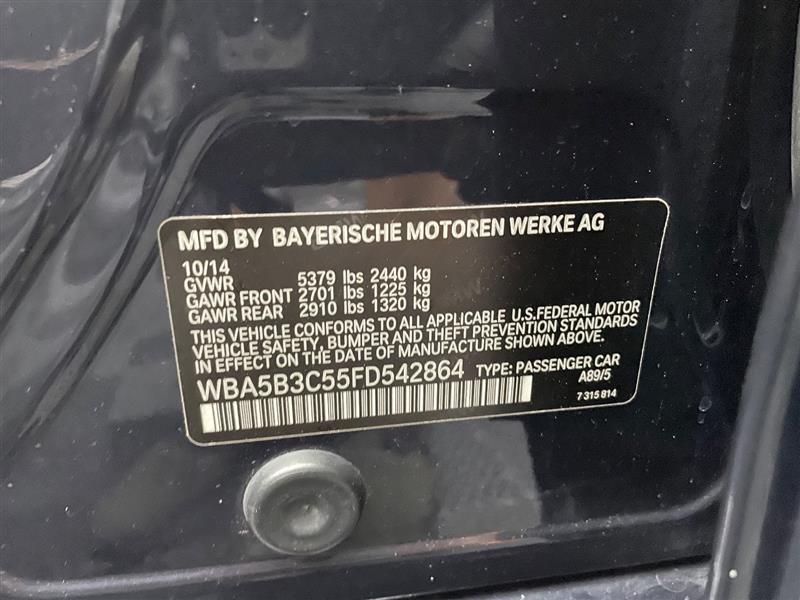 MFD BY BAYERISCHE MOTOREN WERKE AG
10/14
GVWR 5379 lbs 2440 kg
GAWR FRONT 2701 lbs 1225 kg
GAWR REAR 2910 lbs 1320 kg
THIS VEHICLE CONFORMS TO ALL APPLICABLE U.S.FEDERAL MOTOR
VEHICLE SAFETY, BUMPER AND THEFT PREVENTION STANDARDS
IN EFFECT ON THE DATE OF MANUFACTURE SHOWN ABOVE.
WBA5B3C55FD542864 TYPE: PASSENGER CAR
A89/5
7 315 814